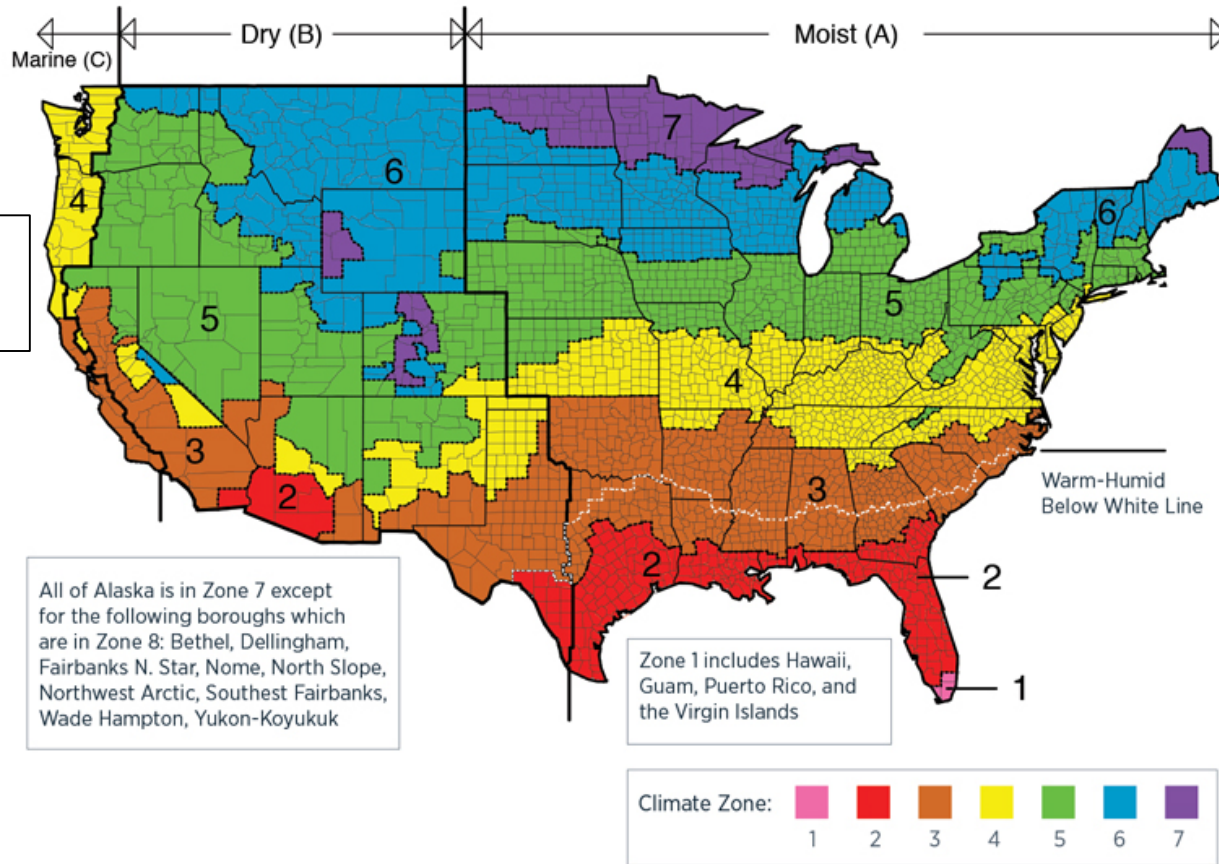 Dry (B)
Moist (A)
Marine (C)
7
6
4
6
5
5
4
3
2
3
Warm-Humid
Below White Line
2
2
1
All of Alaska is in Zone 7 except
for the following boroughs which
are in Zone 8: Bethel, Dellingham,
Fairbanks N. Star, Nome, North Slope,
Northwest Arctic, Southest Fairbanks,
Wade Hampton, Yukon-Koyukuk
Zone 1 includes Hawaii,
Guam, Puerto Rico, and
the Virgin Islands
Climate Zone:
1 2 3 4 5 6 7